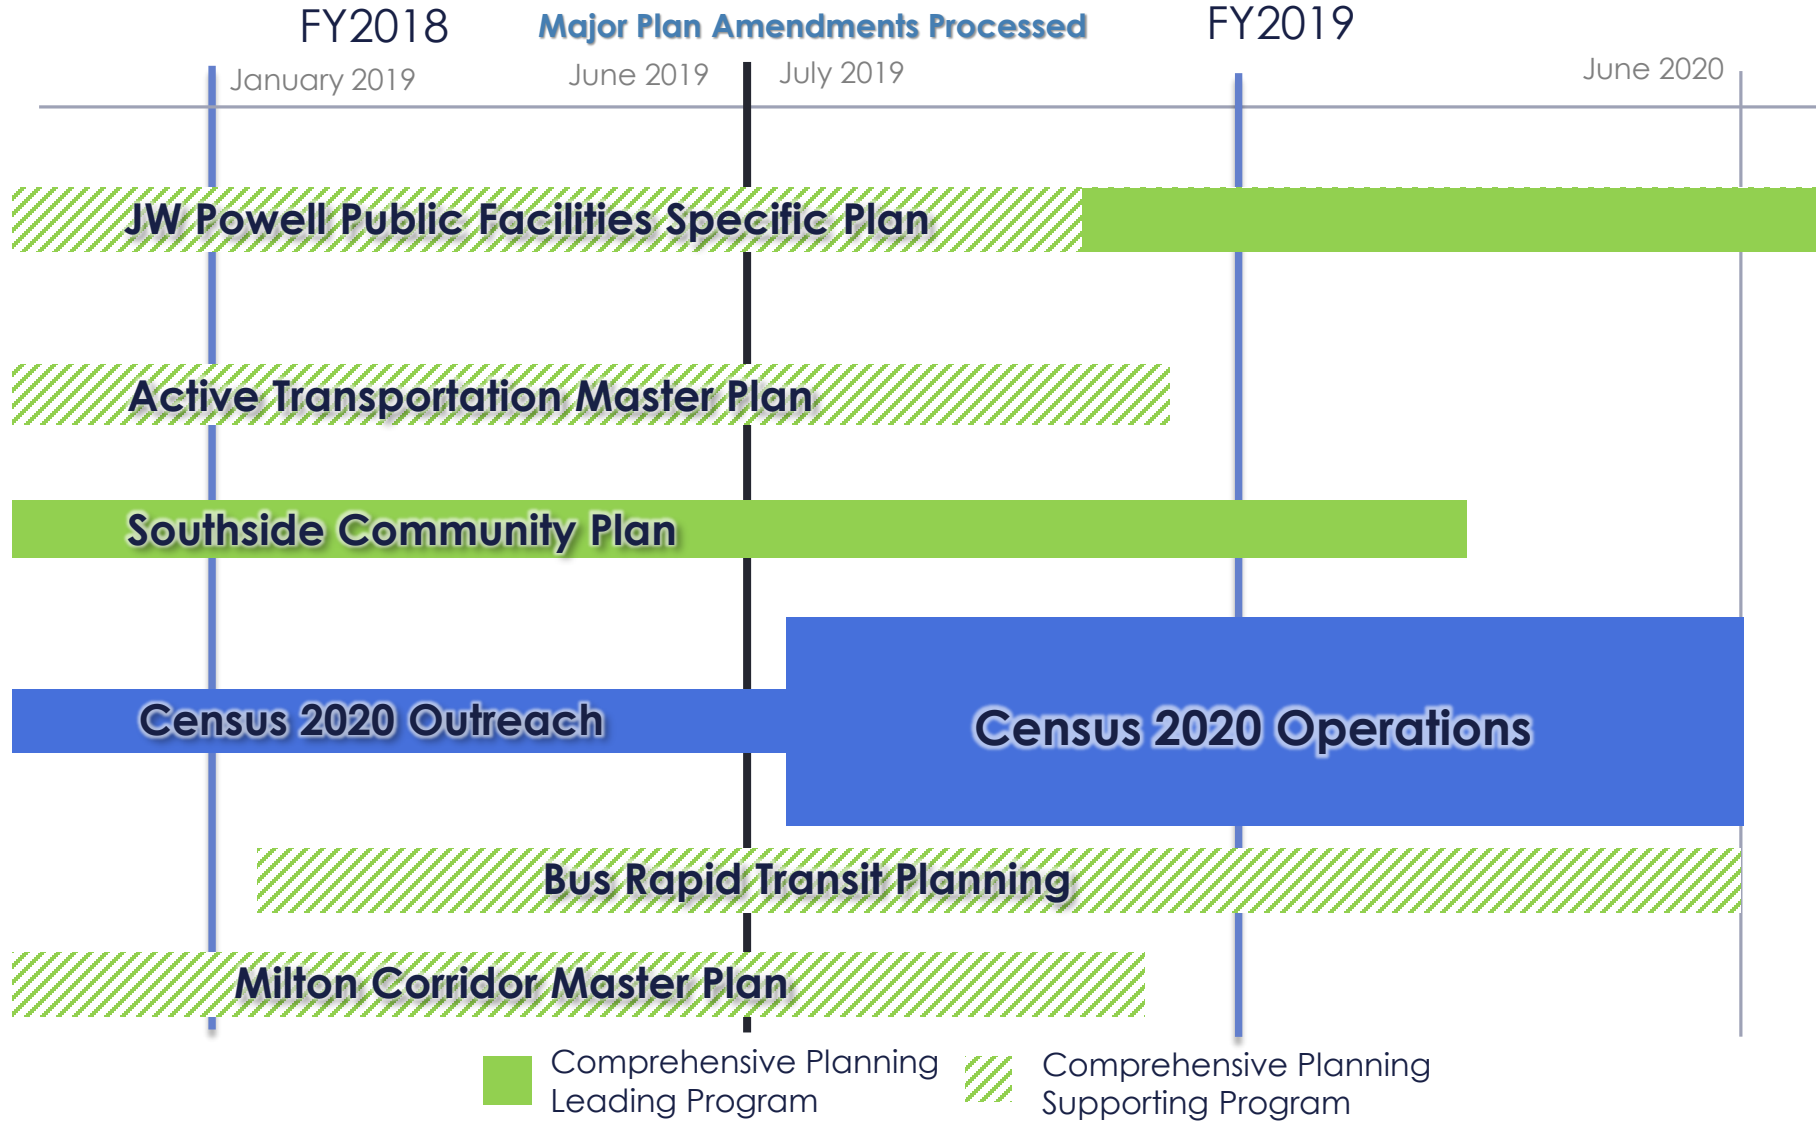 FY2018
Major Plan Amendments Processed
FY2019
January 2019
June 2019
July 2019
June 2020
JW Powell Public Facilities Specific Plan
Active Transportation Master Plan
Southside Community Plan
Census 2020 Outreach
Census 2020 Operations
Bus Rapid Transit Planning
Milton Corridor Master Plan
Comprehensive Planning
Leading Program
Comprehensive Planning
Supporting Program